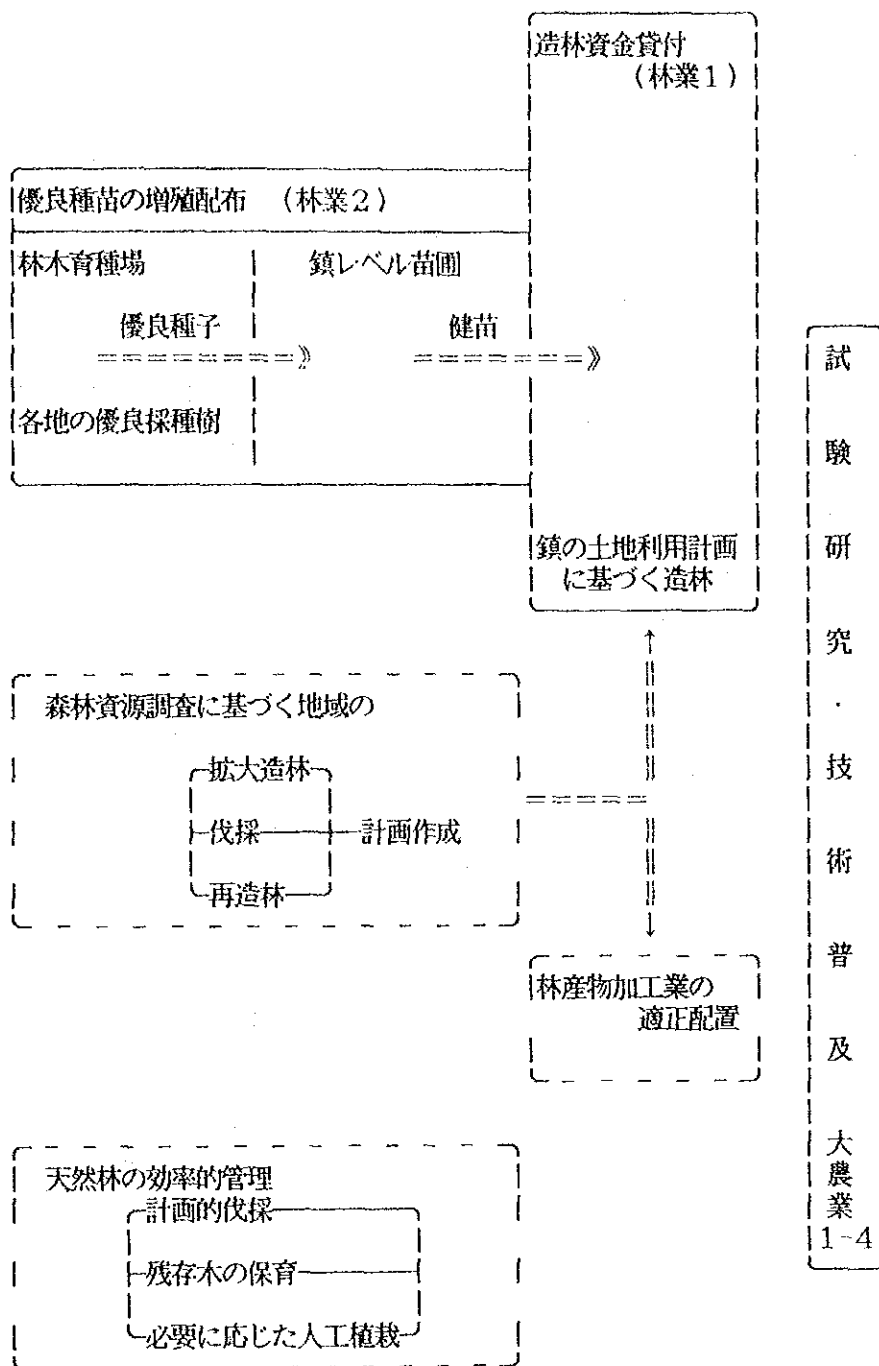 造林資金貸付
(林業1)
優良種苗の増殖配布 (林業2)
林木育種場 鎮レベル苗圃
優良種子 健苗
各地の優良採種樹
鎮の土地利用計画
に基づく造林
森林資源調査に基づく地域の
拡大造林
伐採 計画作成
再造林
林産物加工業の
適正配置
天然林の効率的管理
計画的伐採
残存木の保育
必要に応じた人工植栽
試験研究・技術普及
大農業
1-4